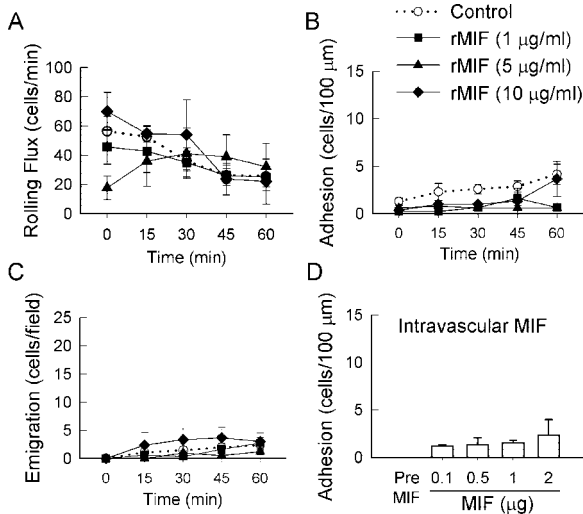 A
Rolling Flux (cells/min)
100
80
60
40
20
0
0 15 30 45 60
Time (min)
B
Control
rMIF (1 μg/ml)
rMIF (5 μg/ml)
rMIF (10 μg/ml)
Adhesion (cells/100 μm)
15
10
5
0
0 15 30 45 60
Time (min)
C
Emigration (cells/field)
25
20
15
10
5
0
0 15 30 45 60
Time (min)
D
Intravascular MIF
Adhesion (cells/100 μm)
15
10
5
0
Pre 0.1 0.5 1 2
MIF MIF (μg)